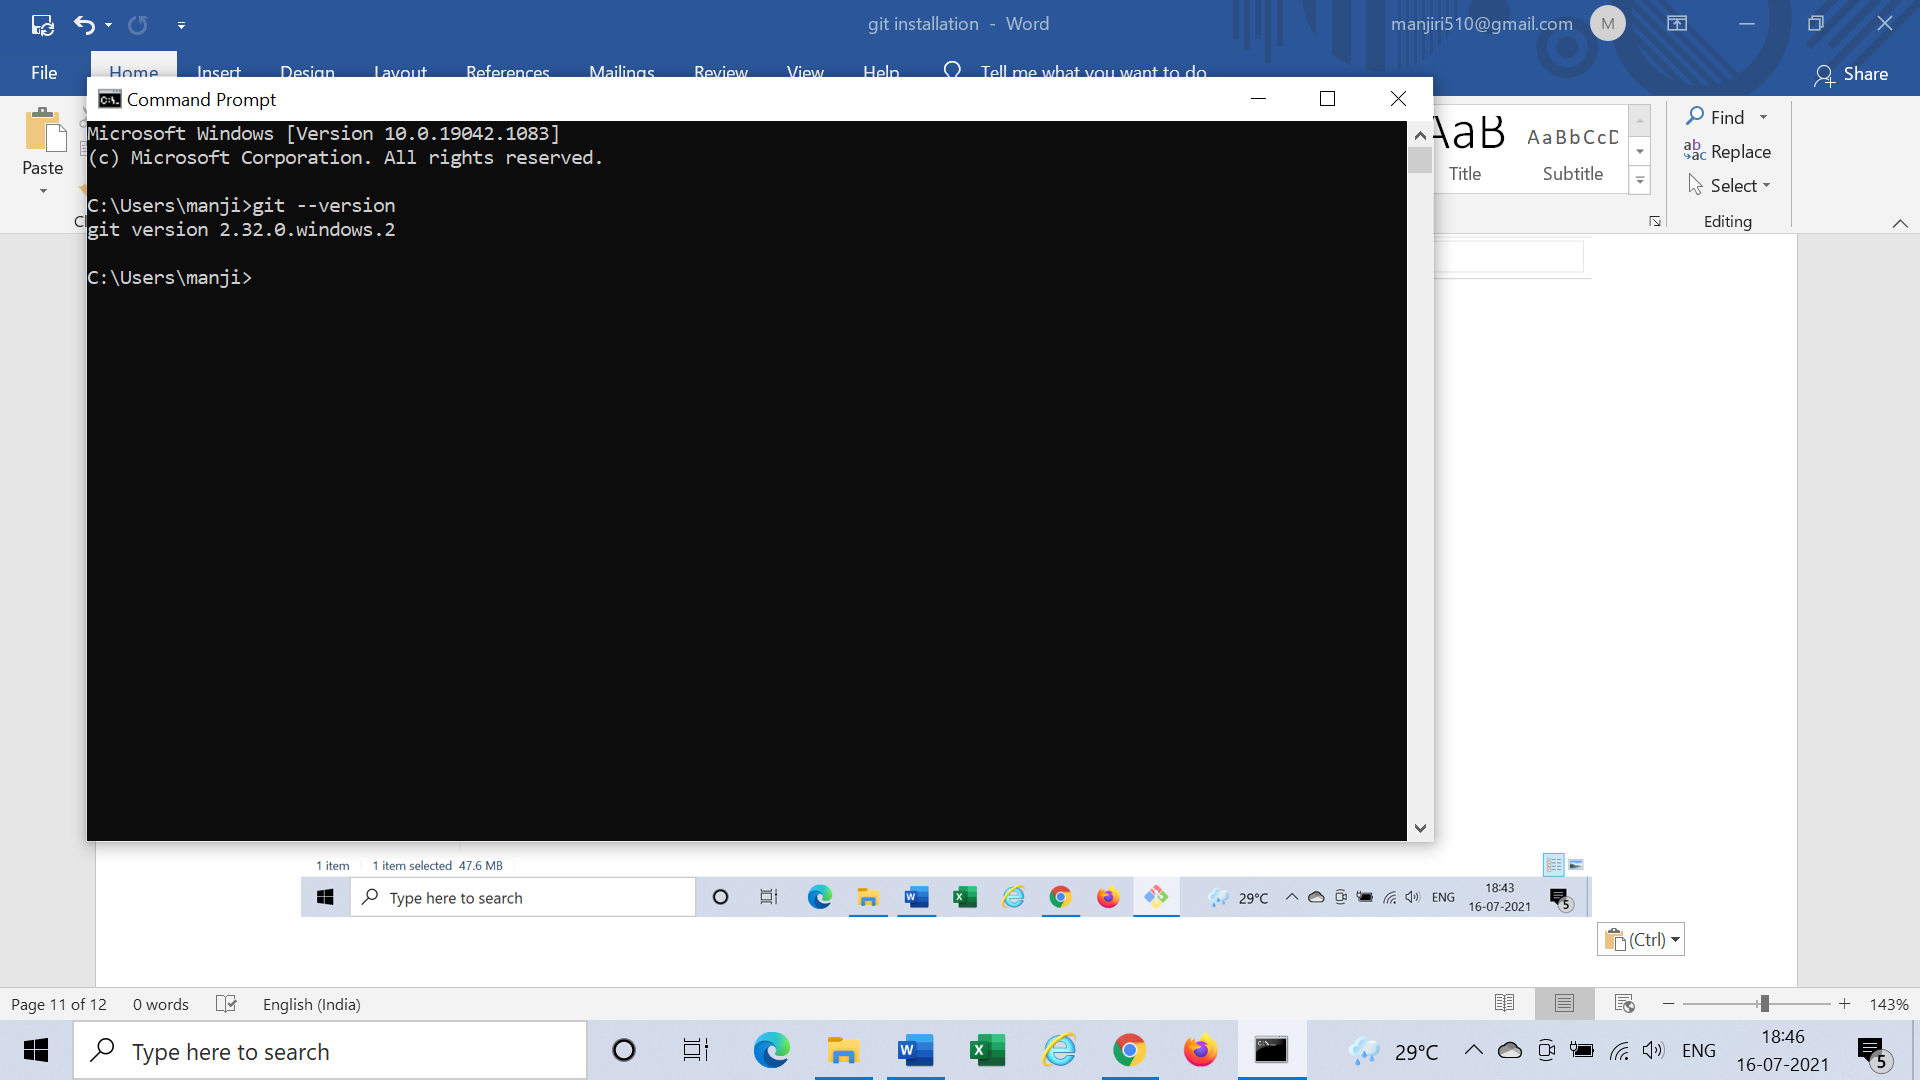 git installation - Word
manjiri510@gmail.com
M
File Home Insert Design Layout References Mailings Review View Help Tell me what you want to do
Share
Command Prompt
Microsoft Windows [Version 10.0.19042.1083]
(c) Microsoft Corporation. All rights reserved.
C:\Users\manji>git --version
git version 2.32.0.windows.2
C:\Users\manji>
Paste
AaB AaBbCcD
Title Subtitle
Find
Replace
Select
Editing
1 item 1 item selected 47.6 MB
Type here to search
29°C
ENG
18:43
16-07-2021
5
(Ctrl)
Page 11 of 12 0 words English (India)
143%
Type here to search
29°C
ENG
18:46
16-07-2021
5